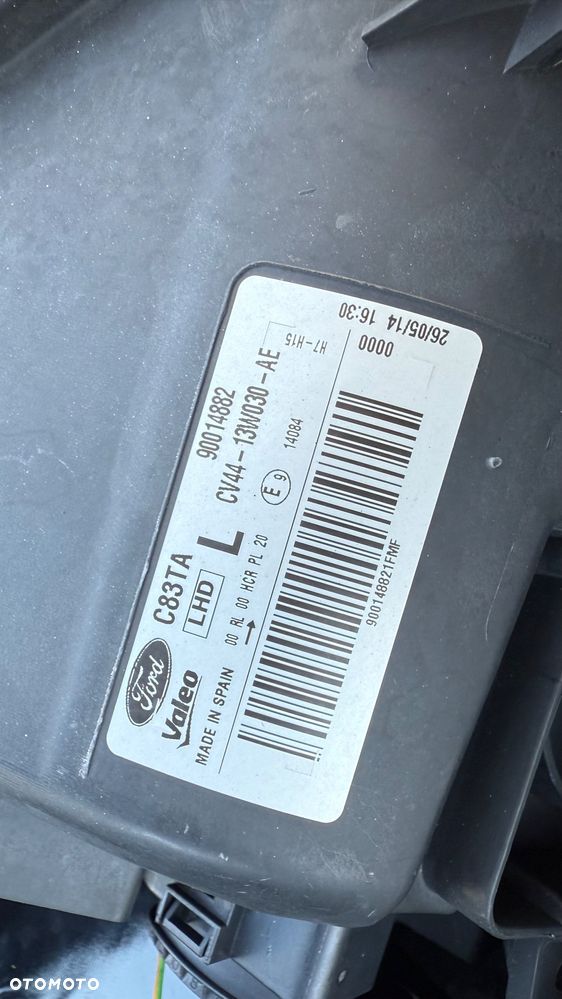 Ford
C83TA
90014882
Valeo
LHD
L
CV44-13W030-AE
MADE IN SPAIN
00 RL 00 HCR PL 20
E 9
14084
H7-H15
0000
26/05/14 16:30
900148821FMF
OTOMOTO